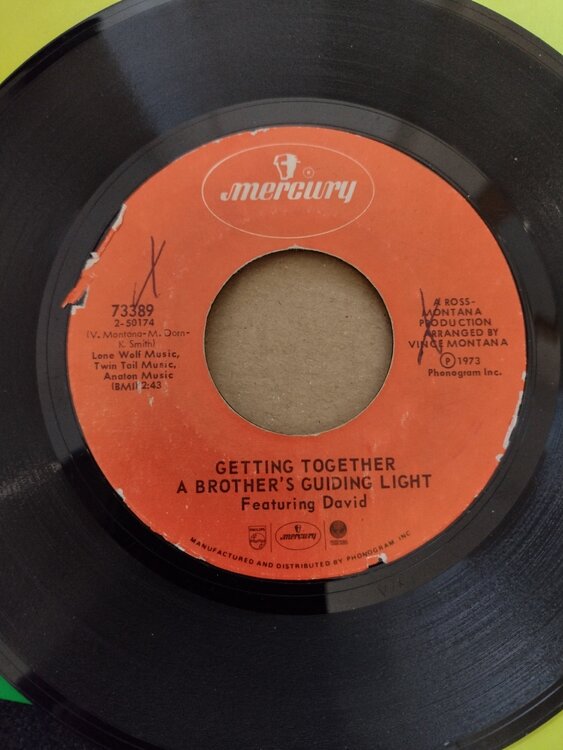 mercury
®
73389
2-50174
(V. Montana-M. Dorn-
K. Smith)
Lone Wolf Music,
Twin Tail Music,
Anaton Music
(BMI) 2:43
A ROSS-
MONTANA
PRODUCTION
ARRANGED BY
VINCE MONTANA
Ⓟ 1973
Phonogram Inc.
GETTING TOGETHER
A BROTHER'S GUIDING LIGHT
Featuring David
PHILIPS
mercury
MANUFACTURED AND DISTRIBUTED BY PHONOGRAM, INC